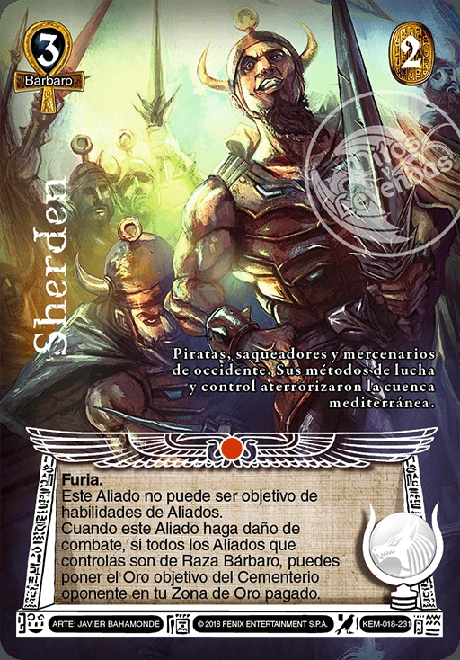 3
Bárbaro
2
Mitos
y
Leyendas
Sherden
Piratas, saqueadores y mercenarios
de occidente. Sus métodos de lucha
y control aterrorizaron la cuenca
mediterránea.
Furia.
Este Aliado no puede ser objetivo de
habilidades de Aliados.
Cuando este Aliado haga daño de
combate, si todos los Aliados que
controlas son de Raza Bárbaro, puedes
poner el Oro objetivo del Cementerio
oponente en tu Zona de Oro pagado.
ARTE: JAVIER BAHAMONDE
© 2018 FENIX ENTERTAINMENT S.P.A.
KEM-018-231